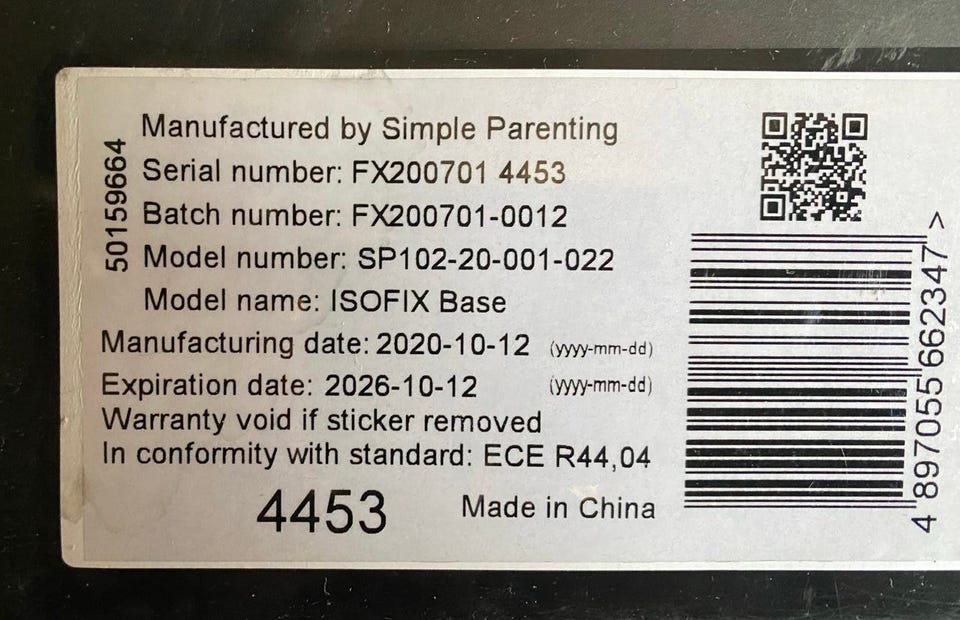 50159664
Manufactured by Simple Parenting
Serial number: FX200701 4453
Batch number: FX200701-0012
Model number: SP102-20-001-022
Model name: ISOFIX Base
Manufacturing date: 2020-10-12 (yyyy-mm-dd)
Expiration date: 2026-10-12 (yyyy-mm-dd)
Warranty void if sticker removed
In conformity with standard: ECE R44,04
4453 Made in China
4 897055 662347 >